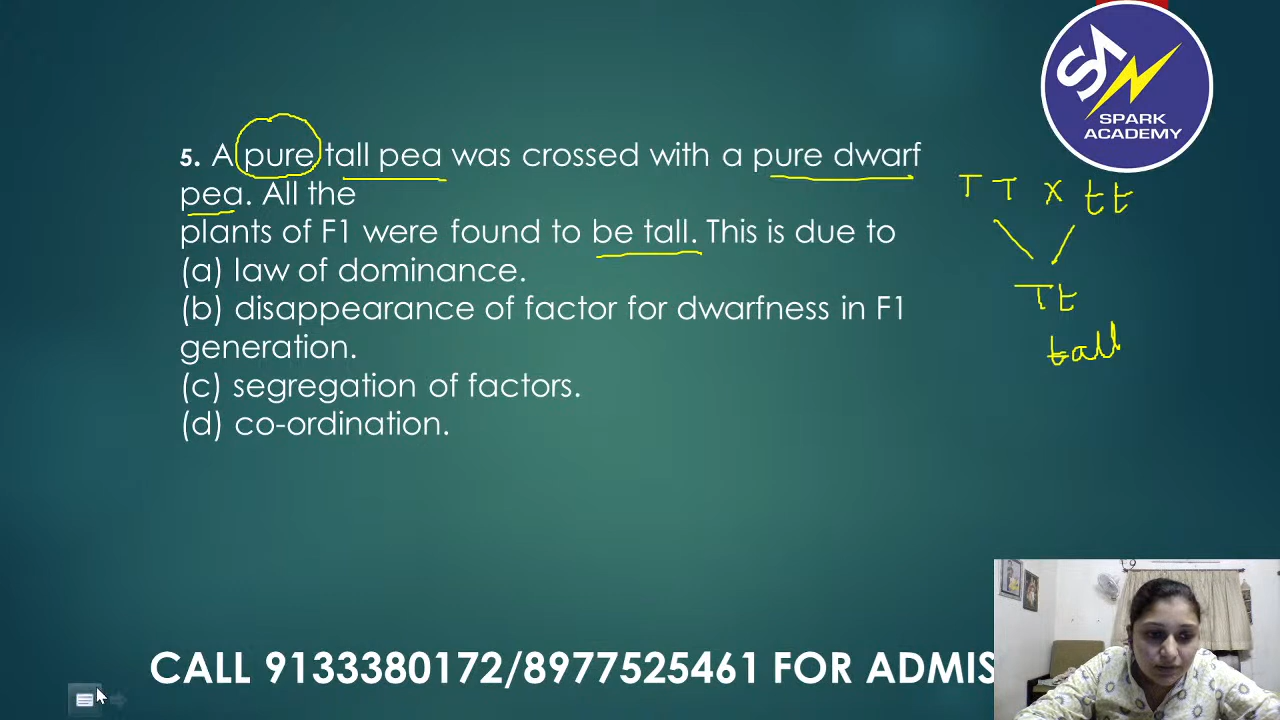 SPARK
ACADEMY
5. A pure tall pea was crossed with a pure dwarf
pea. All the
plants of F1 were found to be tall. This is due to
(a) law of dominance.
(b) disappearance of factor for dwarfness in F1
generation.
(c) segregation of factors.
(d) co-ordination.
T T x tt
Tt
tall
CALL 9133380172/8977525461 FOR ADMIS